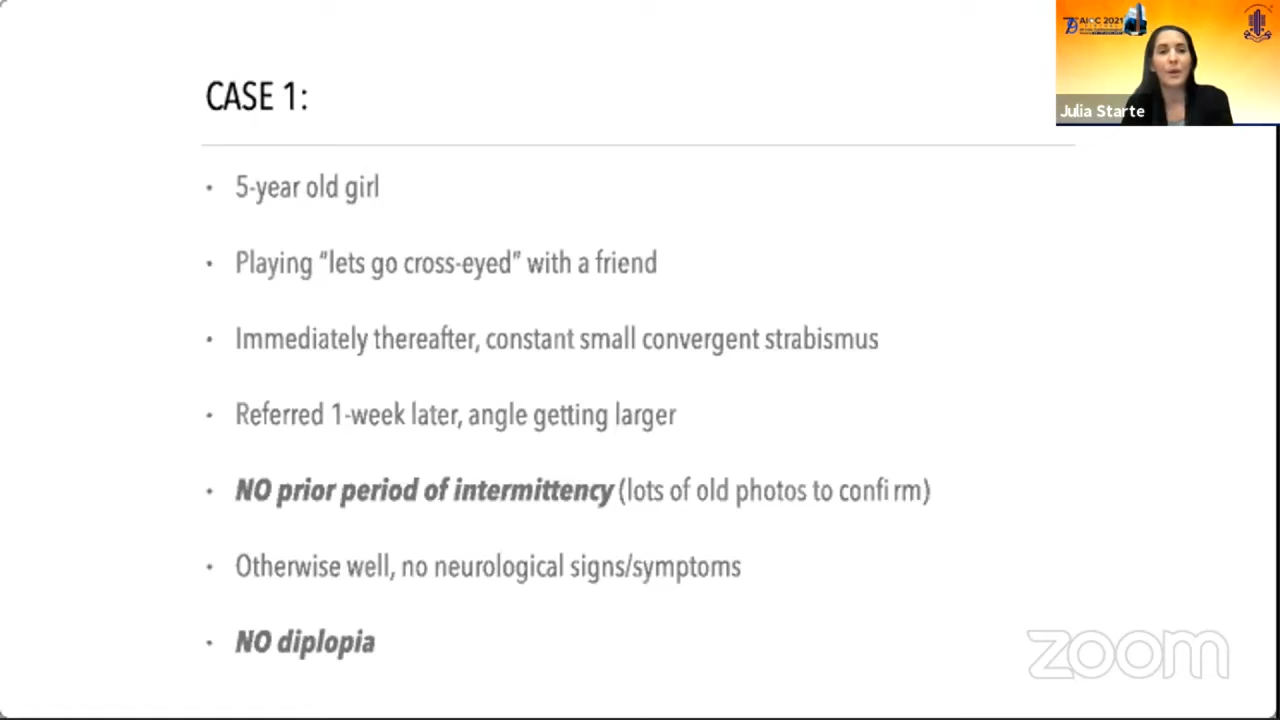 AIOC 2021
Julia Starte
CASE 1:
• 5-year old girl
• Playing “lets go cross-eyed” with a friend
• Immediately thereafter, constant small convergent strabismus
• Referred 1-week later, angle getting larger
• NO prior period of intermittency (lots of old photos to confirm)
• Otherwise well, no neurological signs/symptoms
• NO diplopia
zoom